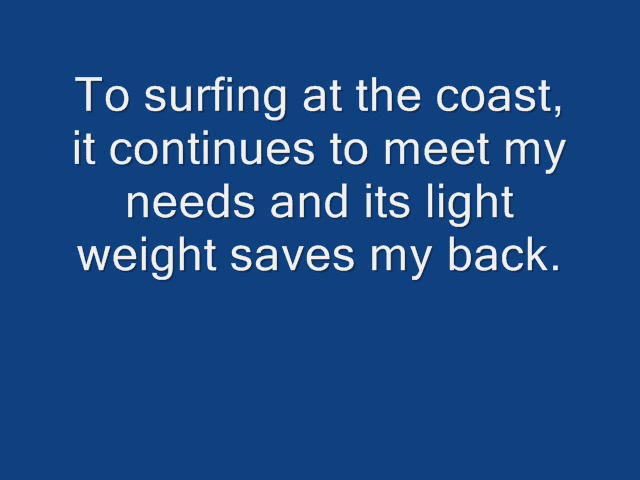 To surfing at the coast,
it continues to meet my
needs and its light
weight saves my back.